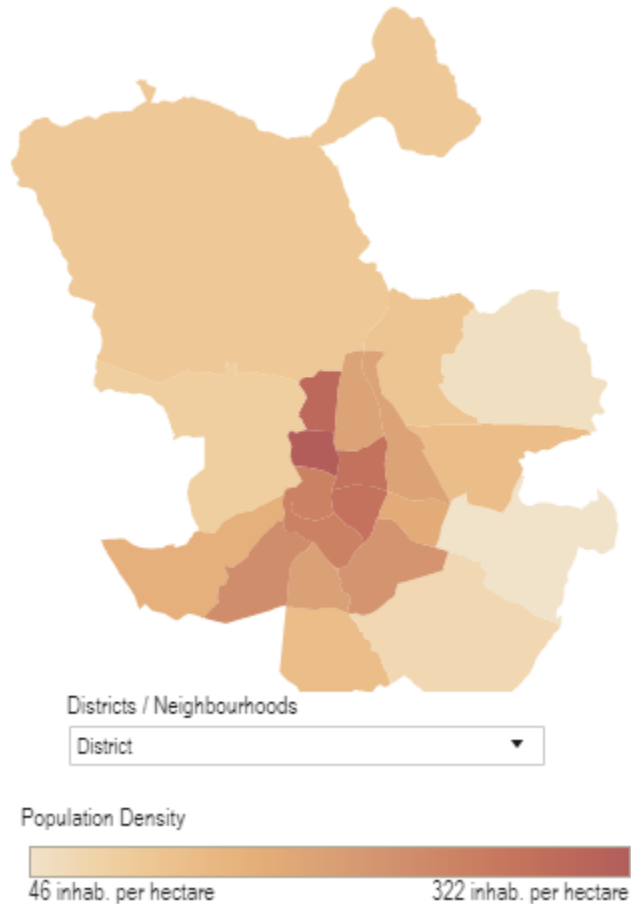 Districts / Neighbourhoods
District
Population Density
46 inhab. per hectare
322 inhab. per hectare